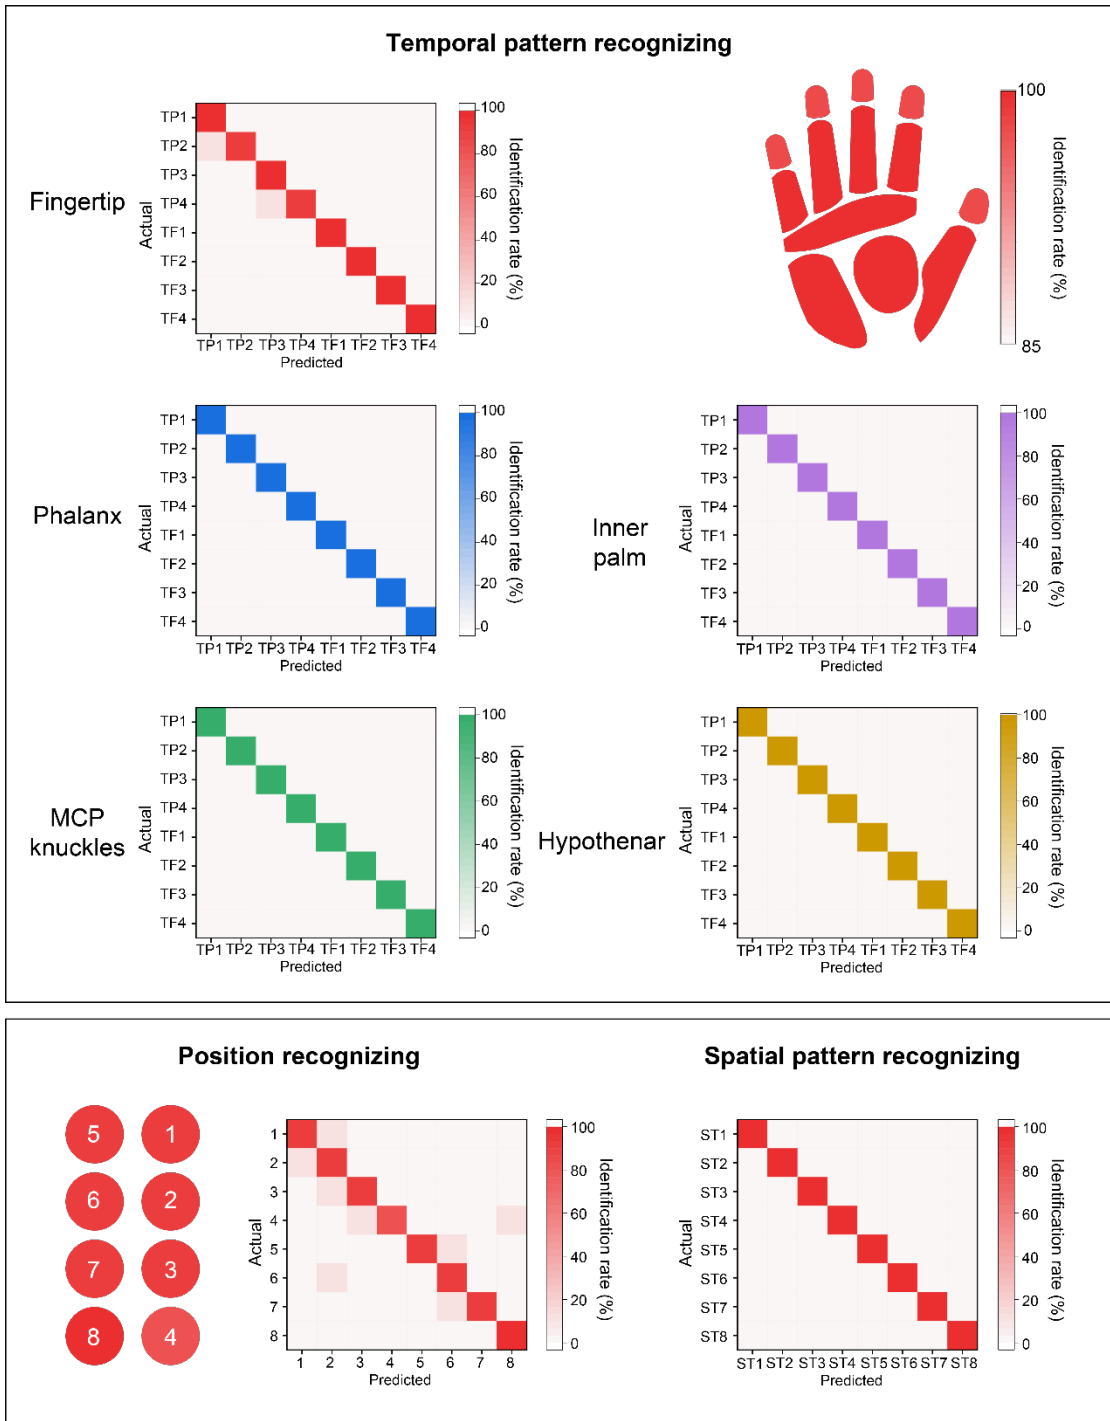 Temporal pattern recognizing
Fingertip
Actual
TP1
TP2
TP3
TP4
TF1
TF2
TF3
TF4
TP1 TP2 TP3 TP4 TF1 TF2 TF3 TF4
Predicted
100
80
60
40
20
0
Identification rate (%)
100
85
Identification rate (%)
Phalanx
Actual
TP1
TP2
TP3
TP4
TF1
TF2
TF3
TF4
TP1 TP2 TP3 TP4 TF1 TF2 TF3 TF4
Predicted
100
80
60
40
20
0
Identification rate (%)
Inner
palm
Actual
TP1
TP2
TP3
TP4
TF1
TF2
TF3
TF4
TP1 TP2 TP3 TP4 TF1 TF2 TF3 TF4
Predicted
100
80
60
40
20
0
Identification rate (%)
MCP
knuckles
Actual
TP1
TP2
TP3
TP4
TF1
TF2
TF3
TF4
TP1 TP2 TP3 TP4 TF1 TF2 TF3 TF4
Predicted
100
80
60
40
20
0
Identification rate (%)
Hypothenar
Actual
TP1
TP2
TP3
TP4
TF1
TF2
TF3
TF4
TP1 TP2 TP3 TP4 TF1 TF2 TF3 TF4
Predicted
100
80
60
40
20
0
Identification rate (%)
Position recognizing
5 1
6 2
7 3
8 4
Actual
1
2
3
4
5
6
7
8
1 2 3 4 5 6 7 8
Predicted
100
80
60
40
20
0
Identification rate (%)
Spatial pattern recognizing
Actual
ST1
ST2
ST3
ST4
ST5
ST6
ST7
ST8
ST1 ST2 ST3 ST4 ST5 ST6 ST7 ST8
Predicted
100
80
60
40
20
0
Identification rate (%)